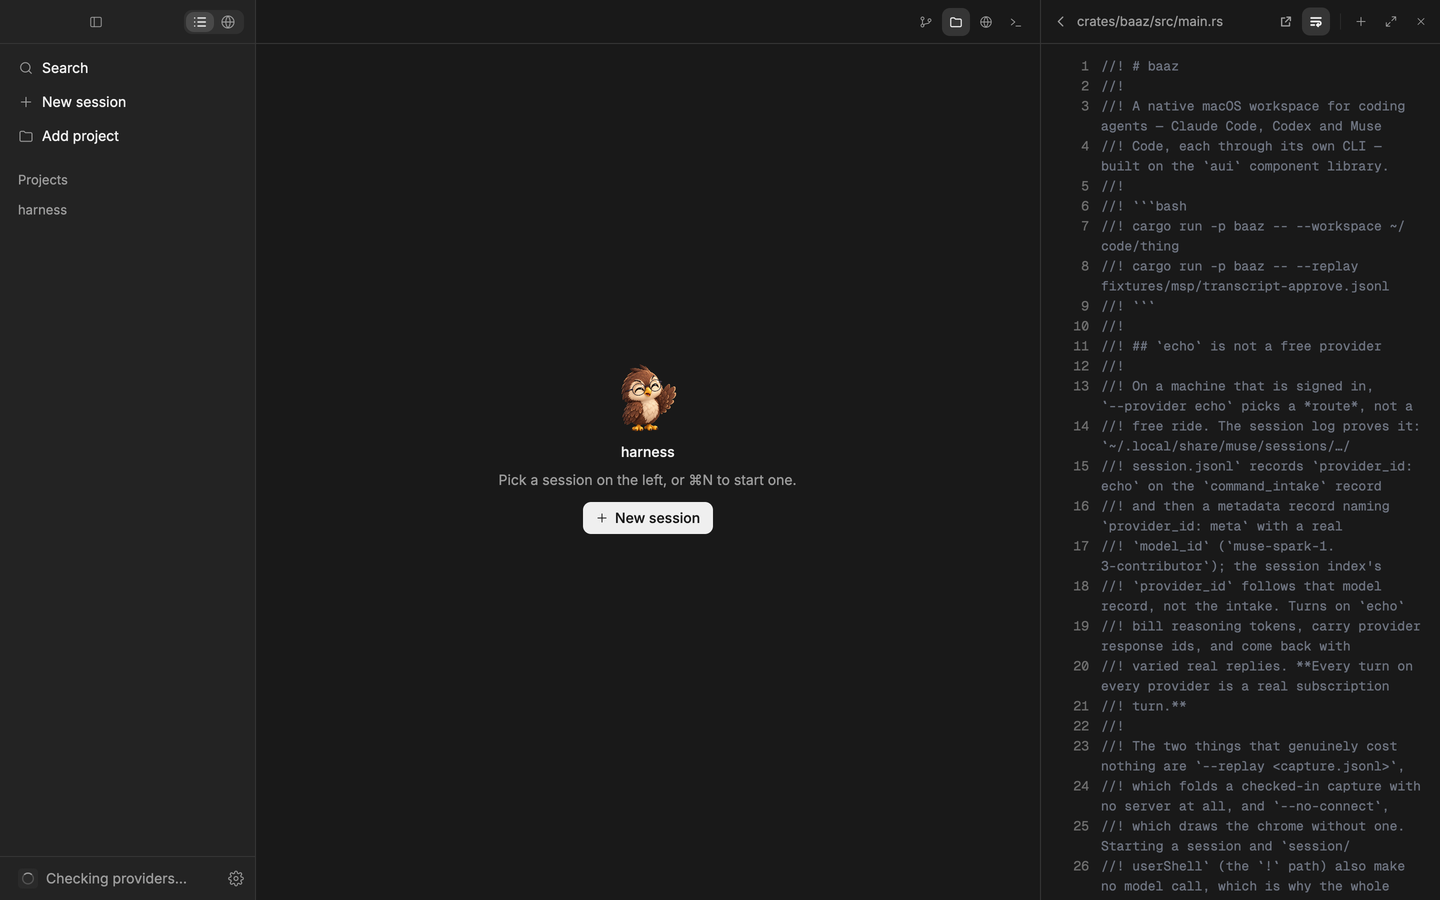 Search
New session
Add project
Projects
harness
Checking providers...
harness
Pick a session on the left, or ⌘N to start one.
+ New session
crates/baaz/src/main.rs
1 //! # baaz
2 //!
3 //! A native macOS workspace for coding
agents — Claude Code, Codex and Muse
4 //! Code, each through its own CLI —
built on the `aui` component library.
5 //!
6 //! ```bash
7 //! cargo run -p baaz -- --workspace ~/
code/thing
8 //! cargo run -p baaz -- --replay
fixtures/msp/transcript-approve.jsonl
9 //! ```
10 //!
11 //! ## `echo` is not a free provider
12 //!
13 //! On a machine that is signed in,
`--provider echo` picks a *route*, not a
14 //! free ride. The session log proves it:
`~/.local/share/muse/sessions/…/
15 //! session.jsonl` records `provider_id:
echo` on the `command_intake` record
16 //! and then a metadata record naming
`provider_id: meta` with a real
17 //! `model_id` (`muse-spark-1.
3-contributor`); the session index's
18 //! `provider_id` follows that model
record, not the intake. Turns on `echo`
19 //! bill reasoning tokens, carry provider
response ids, and come back with
20 //! varied real replies. **Every turn on
every provider is a real subscription
21 //! turn.**
22 //!
23 //! The two things that genuinely cost
nothing are `--replay <capture.jsonl>`,
24 //! which folds a checked-in capture with
no server at all, and `--no-connect`,
25 //! which draws the chrome without one.
Starting a session and `session/
26 //! userShell` (the `!` path) also make
no model call, which is why the whole